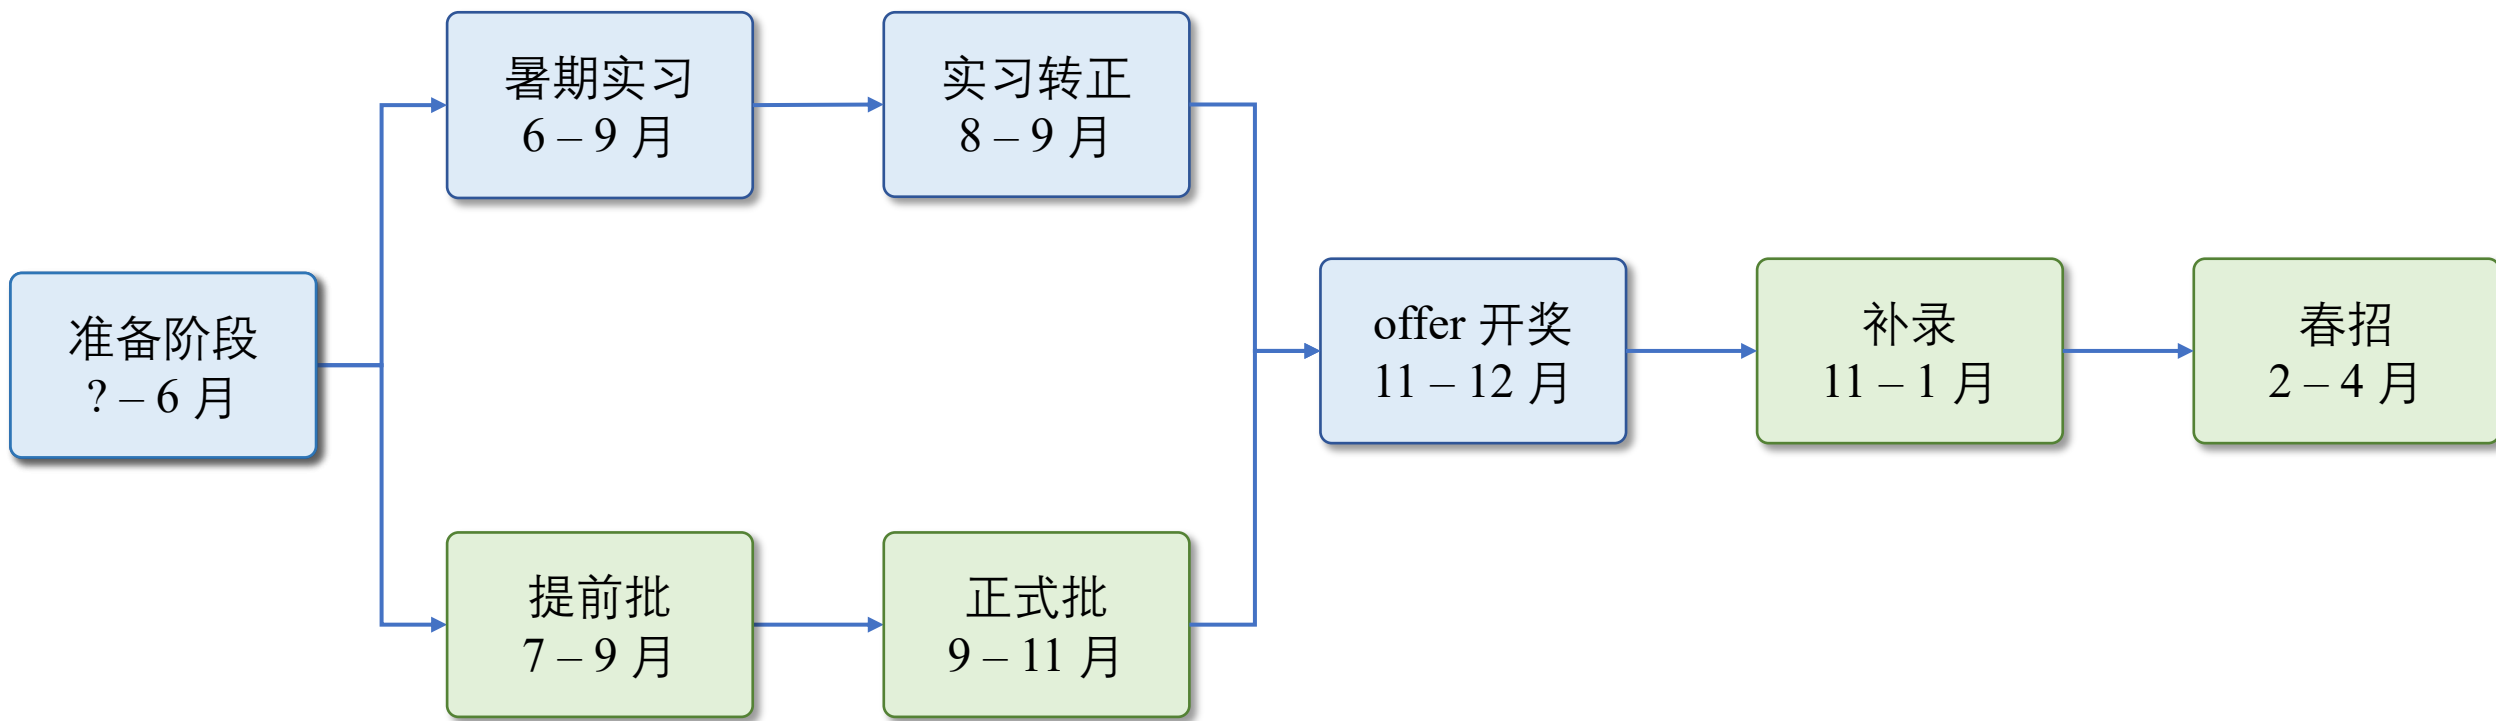 暑期实习
6 – 9 月
实习转正
8 – 9 月
准备阶段
? – 6 月
offer 开奖
11 – 12 月
补录
11 – 1 月
春招
2 – 4 月
提前批
7 – 9 月
正式批
9 – 11 月